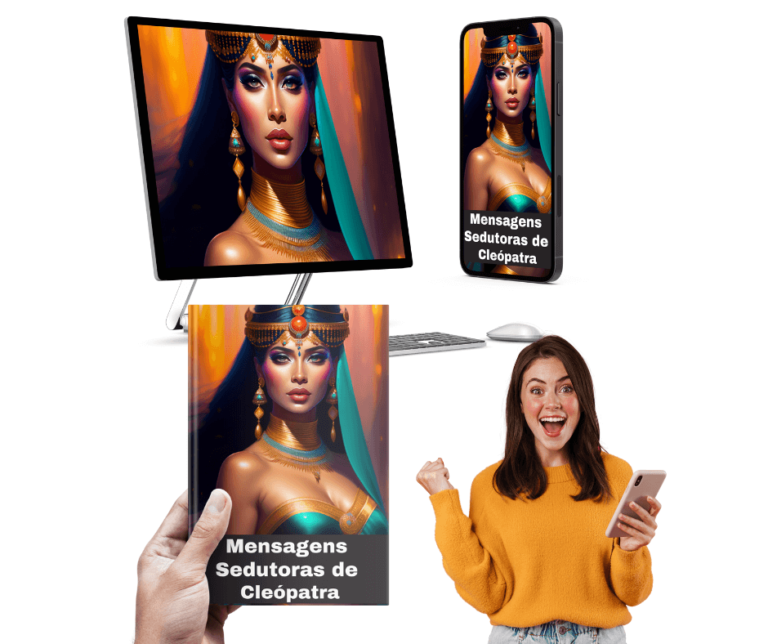 Mensagens
Sedutoras de
Cleópatra
Mensagens
Sedutoras de
Cleópatra